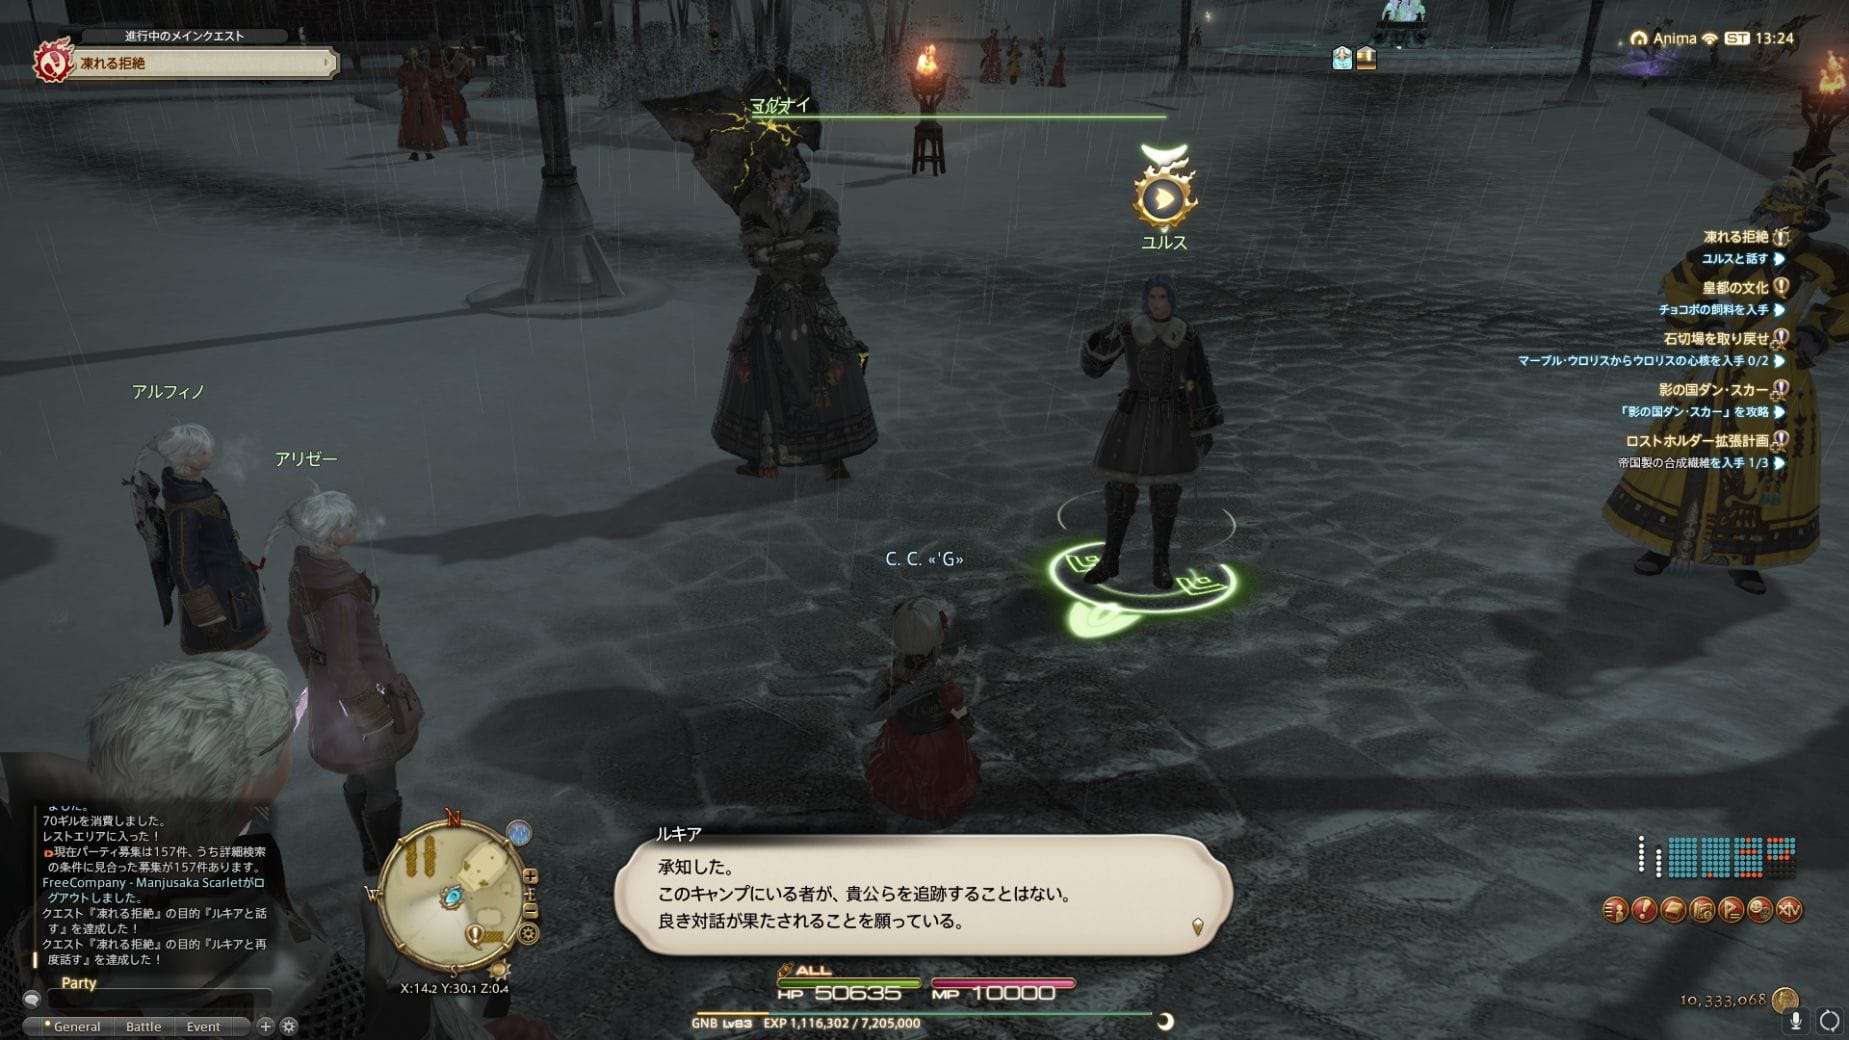 進行中のメインクエスト
凍れる拒絶
Anima ST 13:24
マグナイ
ユルス
凍れる拒絶
ユルスと話す
皇都の文化
チョコボの飼料を入手
石切場を取り戻せ
マーブル・ウロリスからウロリスの心核を入手 0/2
影の国ダン・スカー
「影の国ダン・スカー」を攻略
ロストホルダー拡張計画
帝国製の合成繊維を入手 1/3
アルフィノ
アリゼー
C. C. «'G»
ました。
70ギルを消費しました。
レストエリアに入った！
現在パーティ募集は157件、うち詳細検索
の条件に見合った募集が157件あります。
FreeCompany - Manjusaka Scarletがロ
グアウトしました。
クエスト『凍れる拒絶』の目的『ルキアと話
す』を達成した！
クエスト『凍れる拒絶』の目的『ルキアと再
度話す』を達成した！
Party
General Battle Event
N
W
S
X:14.2 Y:30.1 Z:0.4
ルキア
承知した。
このキャンプにいる者が、貴公らを追跡することはない。
良き対話が果たされることを願っている。
ALL
HP 50635 MP 10000
GNB Lv83 EXP 1,116,302 / 7,205,000
XIV
10,333,068